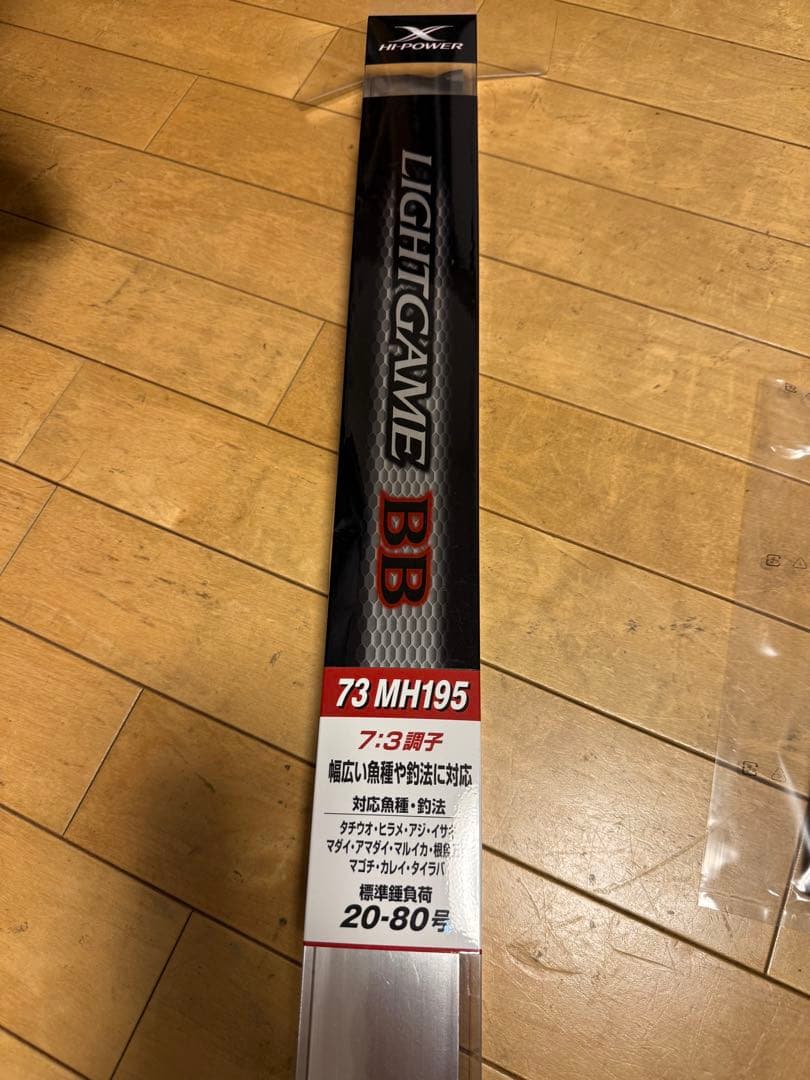 X
HI-POWER
LIGHTGAME BB
73 MH195
7:3調子
幅広い魚種や釣法に対応
対応魚種・釣法
タチウオ・ヒラメ・アジ・イサキ
マダイ・アマダイ・マルイカ・根
マゴチ・カレイ・タイラバ
標準錘負荷
20-80号